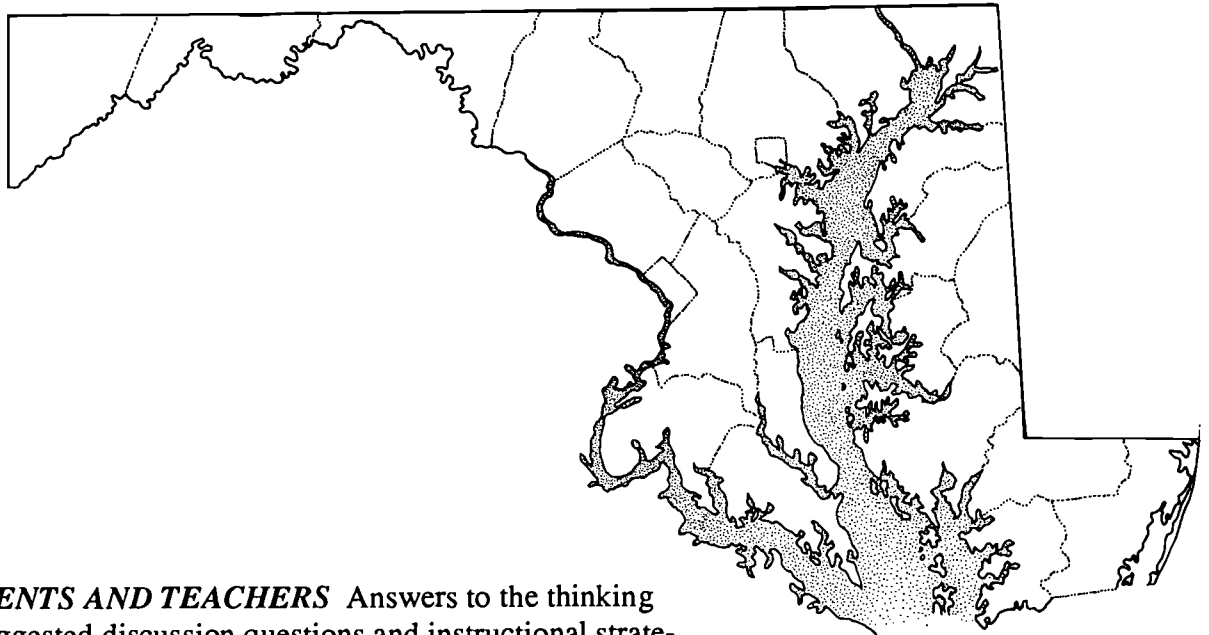 ENTS AND TEACHERS Answers to the thinking
ggested discussion questions and instructional strate-